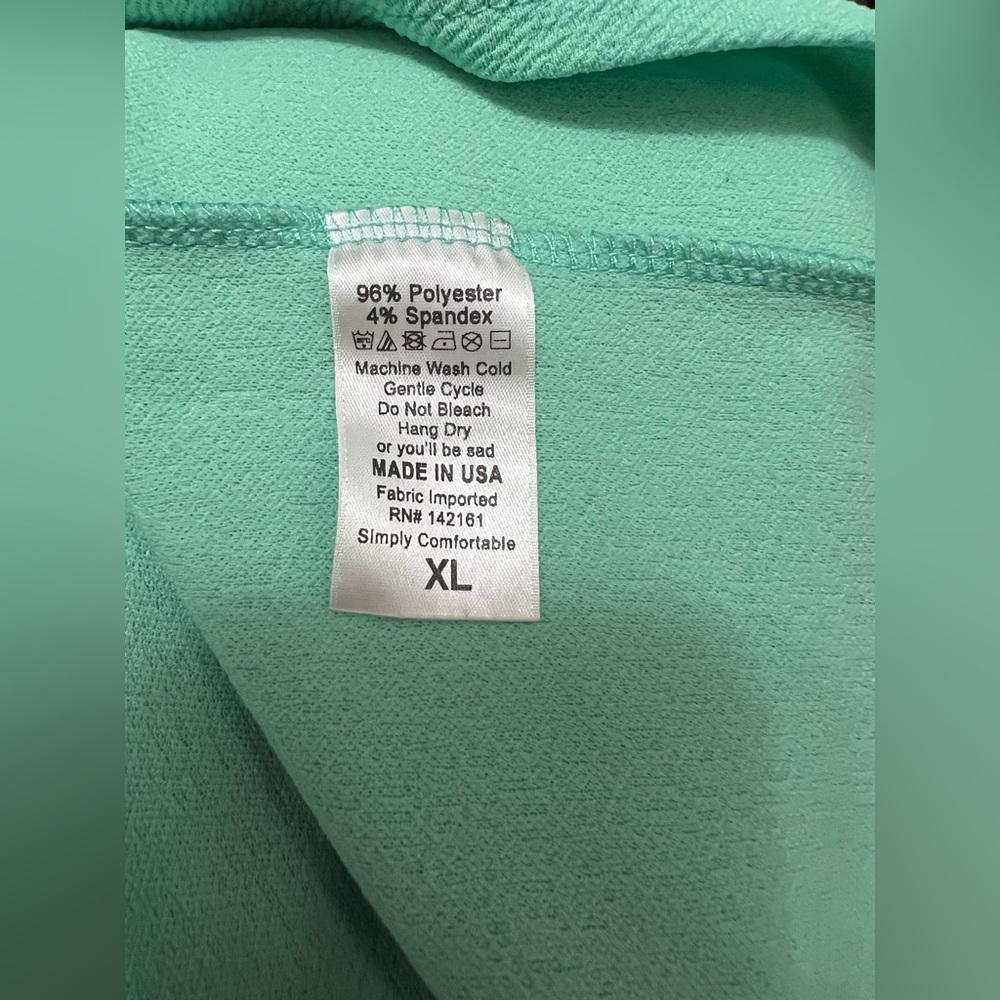 96% Polyester
4% Spandex
Machine Wash Cold
Gentle Cycle
Do Not Bleach
Hang Dry
or you'll be sad
MADE IN USA
Fabric Imported
RN# 142161
Simply Comfortable
XL